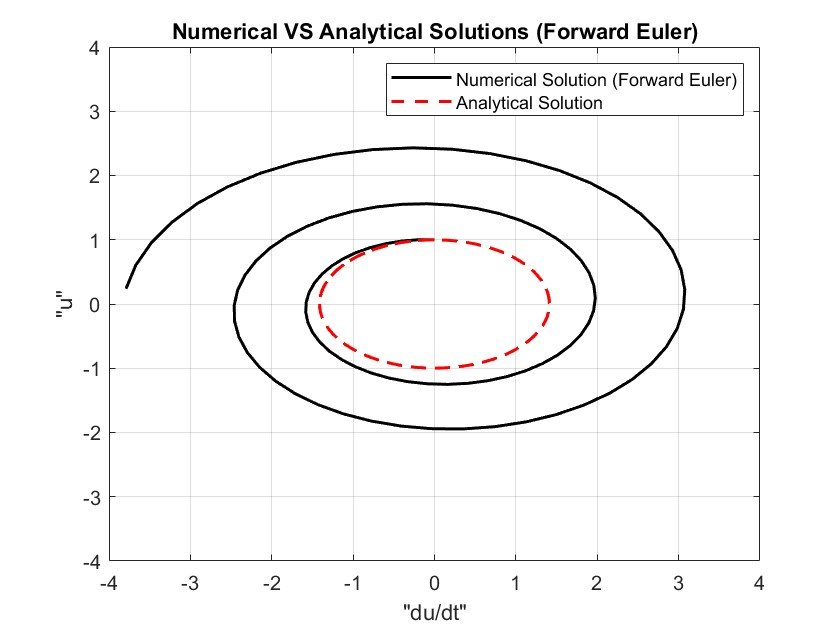 Numerical VS Analytical Solutions (Forward Euler)
Numerical Solution (Forward Euler)
Analytical Solution
4
3
2
1
0
-1
-2
-3
-4
"u"
-4 -3 -2 -1 0 1 2 3 4
"du/dt"